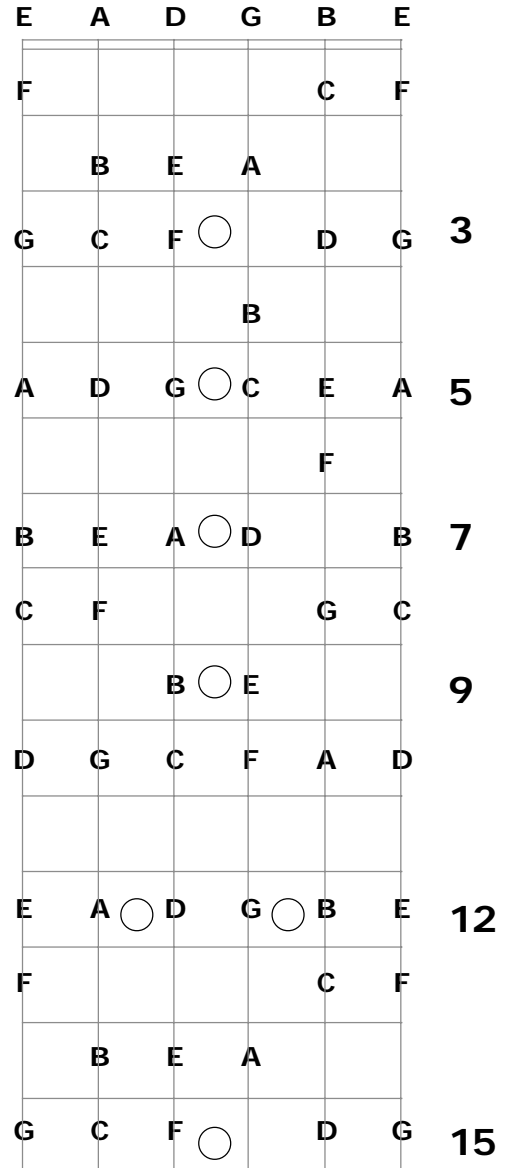 E A D G B E
F C F
B E A
G C F D G 3
B
A D G C E A 5
F
B E A D B 7
C F G C
B E 9
D G C F A D
E A D G B E 12
F C F
B E A
G C F D G 15